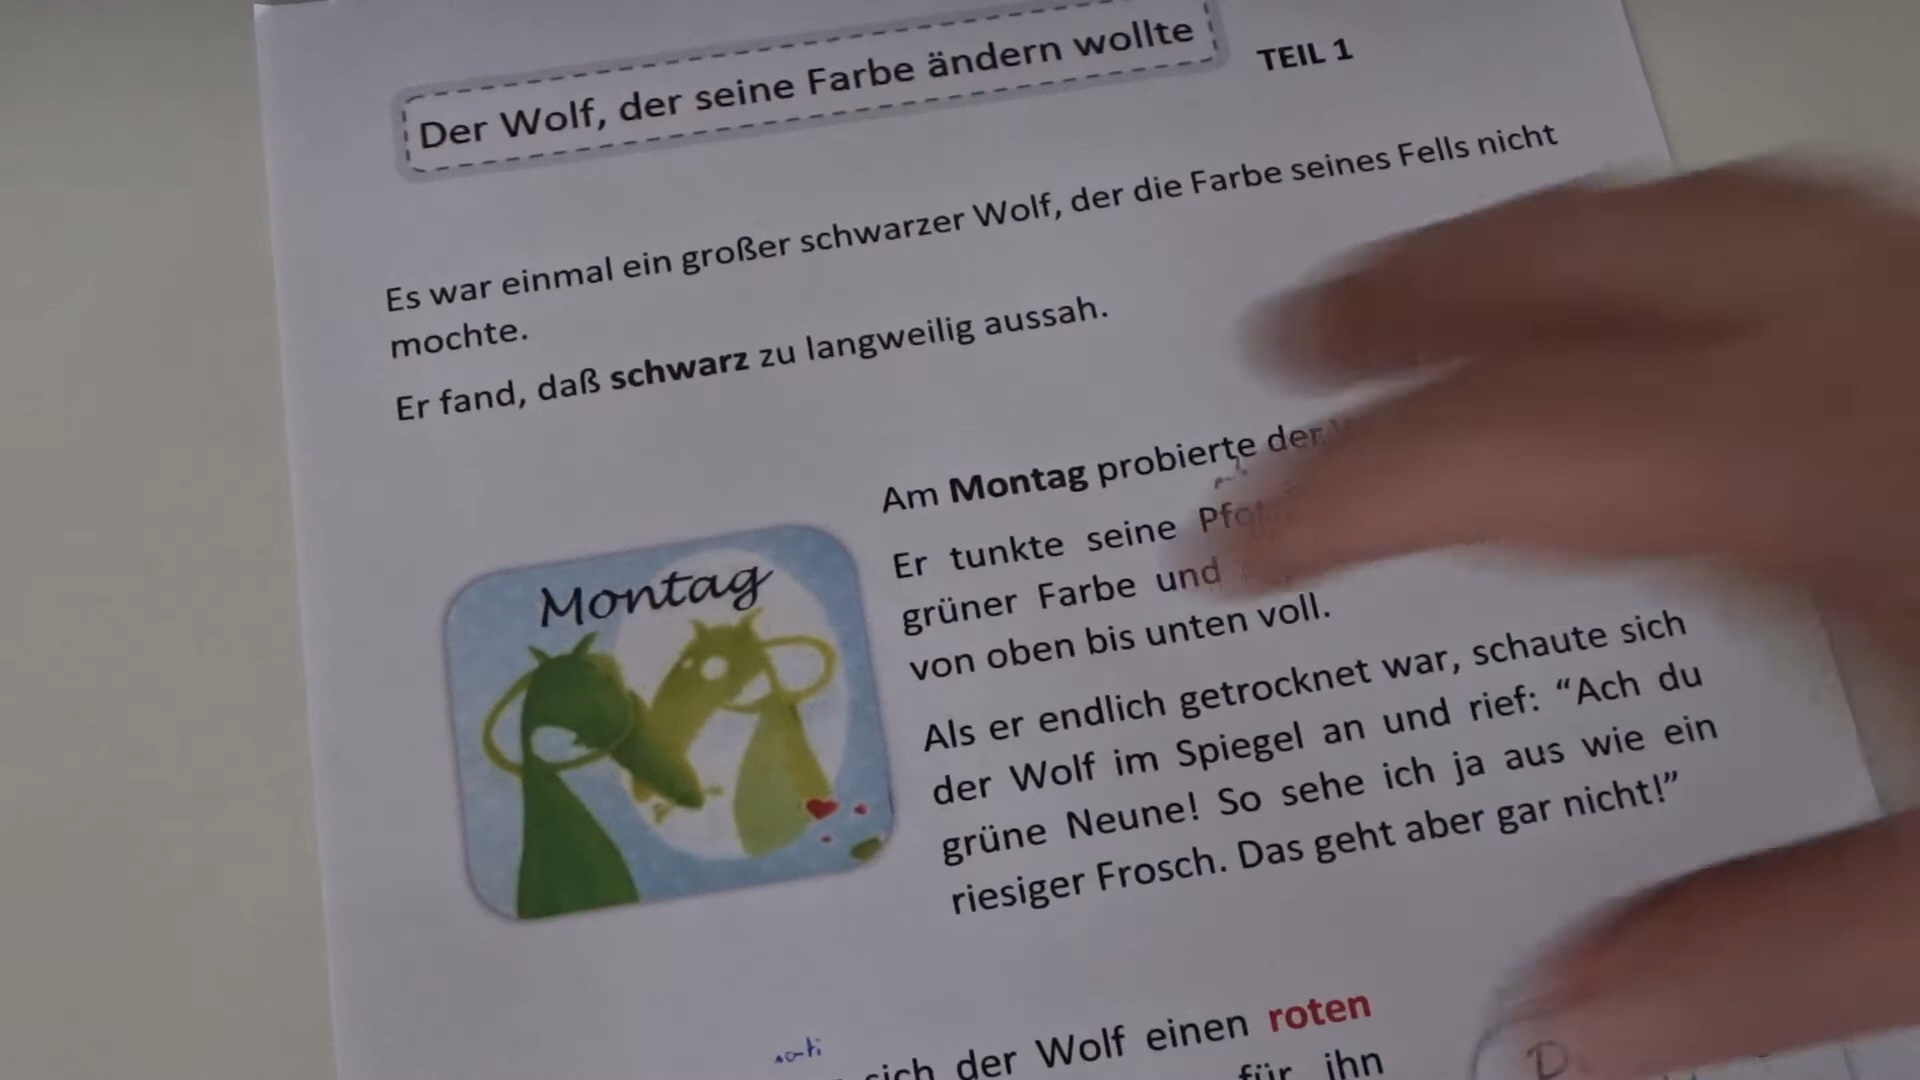 Der Wolf, der seine Farbe ändern wollte
TEIL 1
Es war einmal ein großer schwarzer Wolf, der die Farbe seines Fells nicht
mochte.
Er fand, daß schwarz zu langweilig aussah.
Am Montag probierte der
Montag
Er tunkte seine
grüner Farbe und
von oben bis unten voll.
Als er endlich getrocknet war, schaute sich
der Wolf im Spiegel an und rief: “Ach du
grüne Neune! So sehe ich ja aus wie ein
riesiger Frosch. Das geht aber gar nicht!”
sich der Wolf einen roten
für ihn